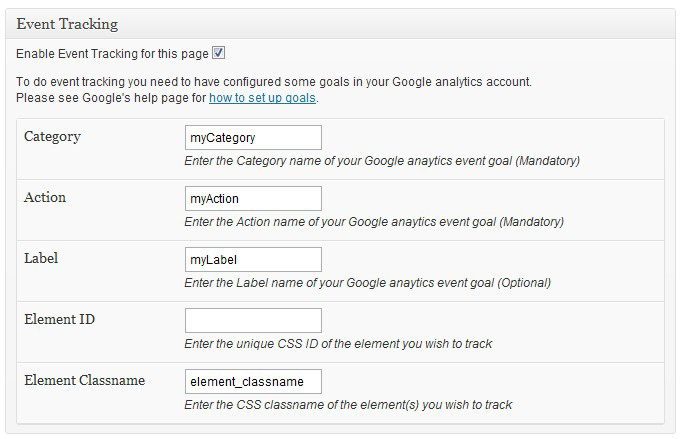 Event Tracking
Enable Event Tracking for this page
To do event tracking you need to have configured some goals in your Google analytics account.
Please see Google's help page for how to set up goals.
Category
myCategory
Enter the Category name of your Google anaytics event goal (Mandatory)
Action
myAction
Enter the Action name of your Google anaytics event goal (Mandatory)
Label
myLabel
Enter the Label name of your Google anaytics event goal (Optional)
Element ID
Enter the unique CSS ID of the element you wish to track
Element Classname
element_classname
Enter the CSS classname of the element(s) you wish to track